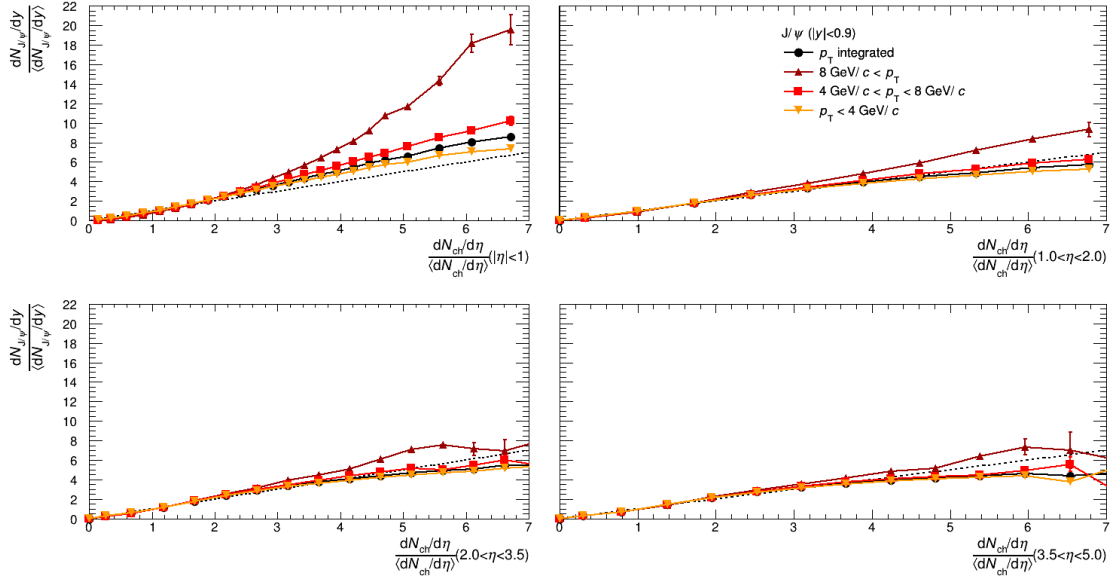 dN_J/ψ/dy
⟨dN_J/ψ/dy⟩
22
20
18
16
14
12
10
8
6
4
2
0
0 1 2 3 4 5 6 7
dN_ch/dη
⟨dN_ch/dη⟩ (|η|<1)
J/ψ (|y|<0.9)
p_T integrated
8 GeV/c < p_T
4 GeV/c < p_T < 8 GeV/c
p_T < 4 GeV/c
0 1 2 3 4 5 6 7
dN_ch/dη
⟨dN_ch/dη⟩ (1.0<η<2.0)
dN_J/ψ/dy
⟨dN_J/ψ/dy⟩
22
20
18
16
14
12
10
8
6
4
2
0
0 1 2 3 4 5 6 7
dN_ch/dη
⟨dN_ch/dη⟩ (2.0<η<3.5)
0 1 2 3 4 5 6 7
dN_ch/dη
⟨dN_ch/dη⟩ (3.5<η<5.0)